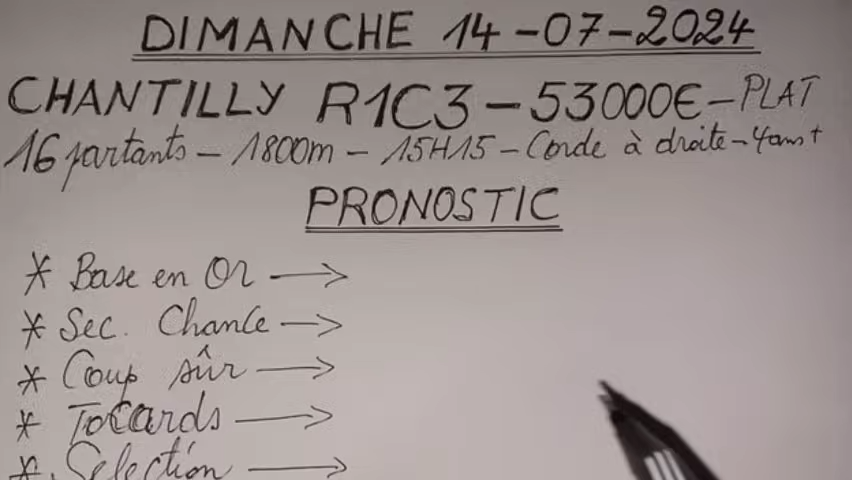 DIMANCHE 14-07-2024
CHANTILLY R1C3-53000€-PLAT
16 partants-1800m-15H15-Corde à droite-4ans+
PRONOSTIC
* Base en Or →
* Sec. Chance →
* Coup sûr →
* Tocards →
* Sélection →